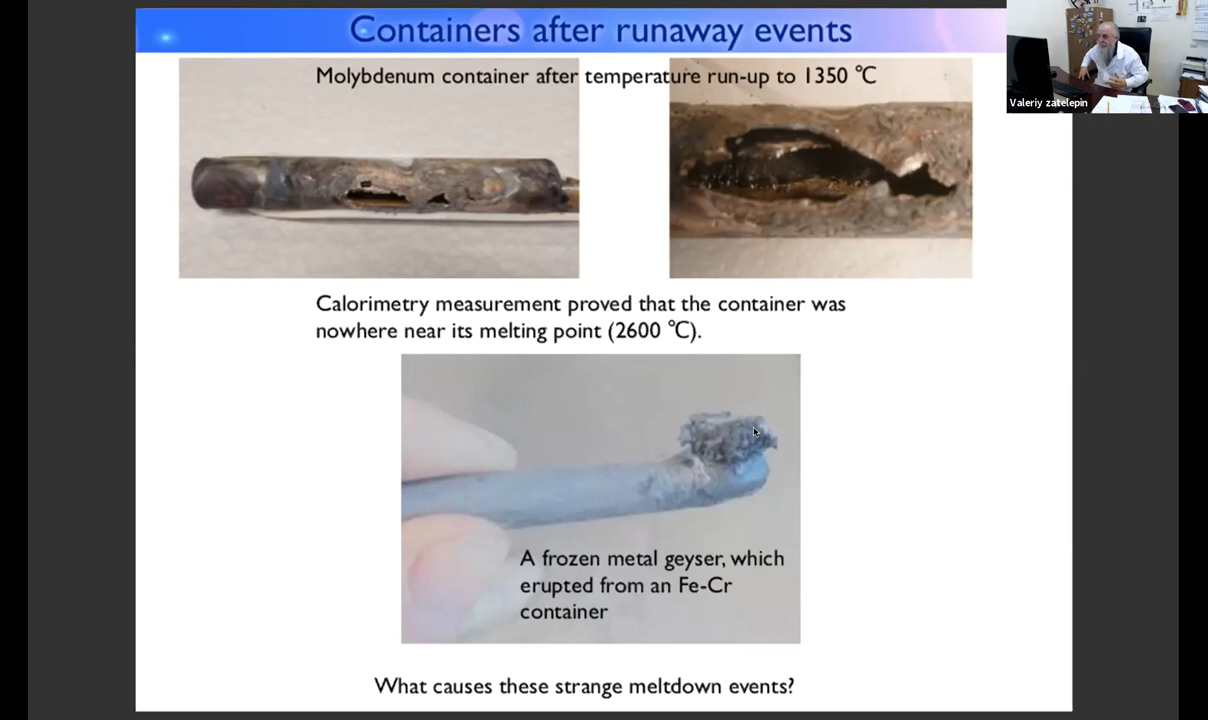 Containers after runaway events
Molybdenum container after temperature run-up to 1350 ℃
Valeriy zatelepin
Calorimetry measurement proved that the container was
nowhere near its melting point (2600 ℃).
A frozen metal geyser, which
erupted from an Fe-Cr
container
What causes these strange meltdown events?